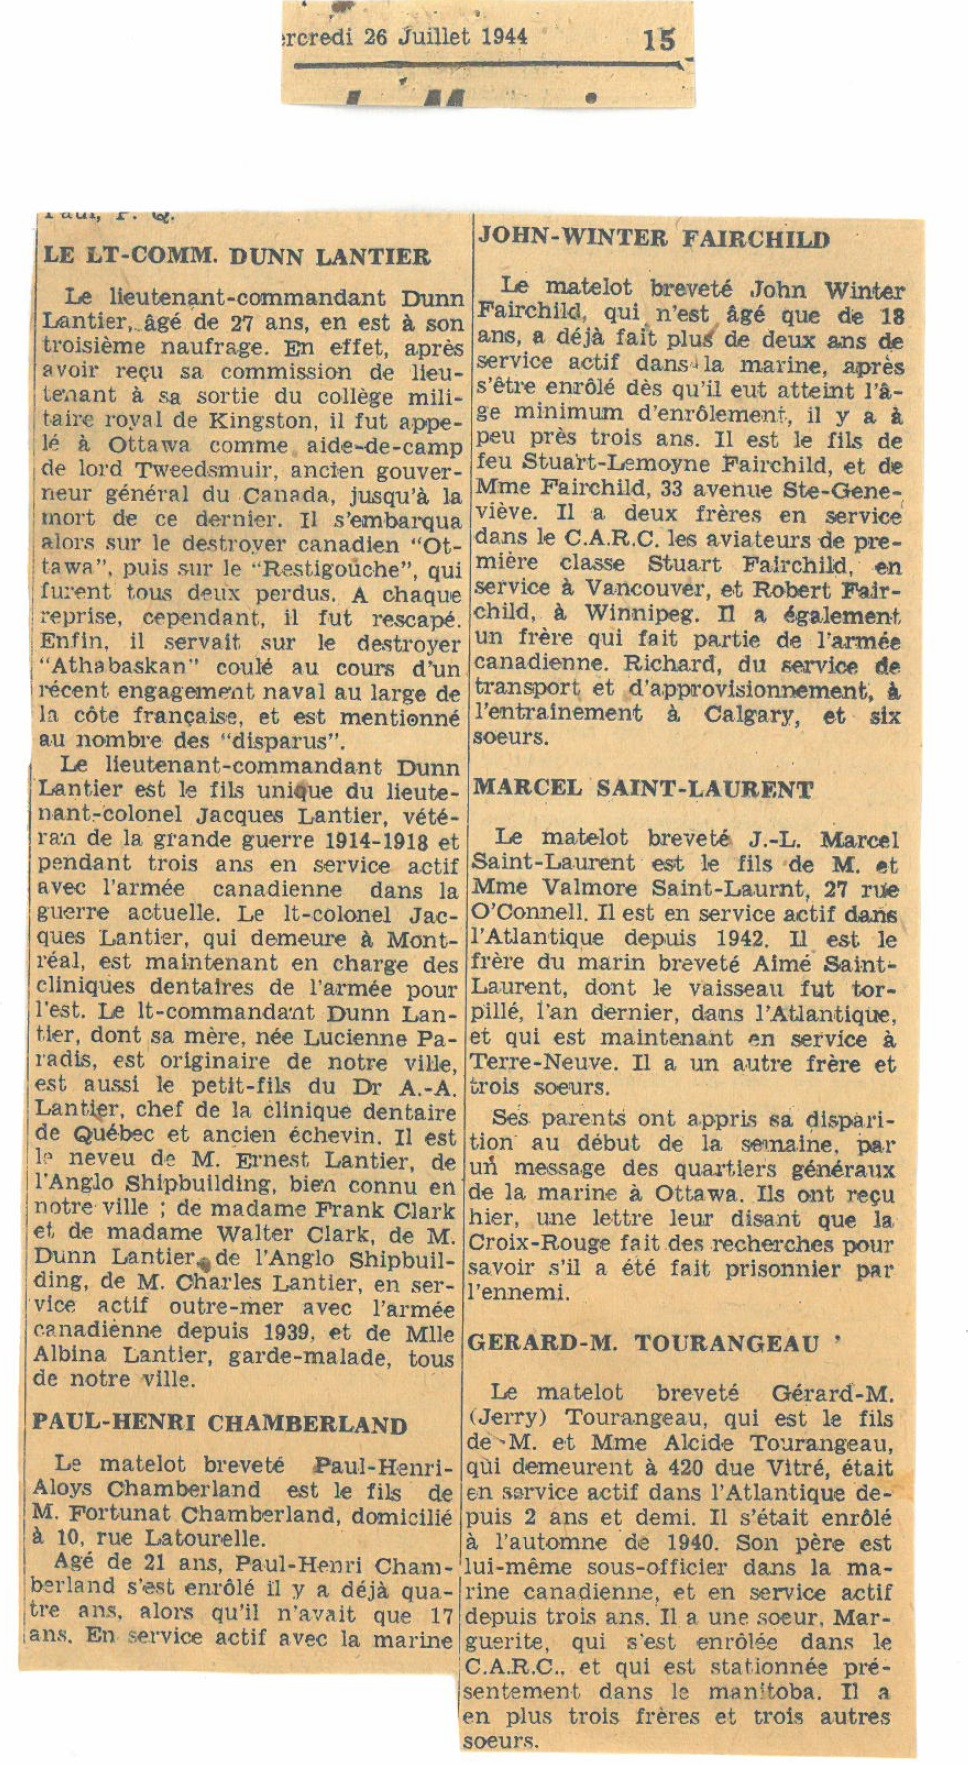 ercredi 26 Juillet 1944 15
Paul, P. Q.
LE LT-COMM. DUNN LANTIER
Le lieutenant-commandant Dunn
Lantier, âgé de 27 ans, en est à son
troisième naufrage. En effet, après
avoir reçu sa commission de lieu-
tenant à sa sortie du collège mili-
taire royal de Kingston, il fut appe-
lé à Ottawa comme aide-de-camp
de lord Tweedsmuir, ancien gouver-
neur général du Canada, jusqu'à la
mort de ce dernier. Il s'embarqua
alors sur le destroyer canadien "Ot-
tawa", puis sur le "Restigouche", qui
furent tous deux perdus. A chaque
reprise, cependant, il fut rescapé.
Enfin, il servait sur le destroyer
"Athabaskan" coulé au cours d'un
récent engagement naval au large de
la côte française, et est mentionné
au nombre des "disparus".
Le lieutenant-commandant Dunn
Lantier est le fils unique du lieute-
nant-colonel Jacques Lantier, vété-
ran de la grande guerre 1914-1918 et
pendant trois ans en service actif
avec l'armée canadienne dans la
guerre actuelle. Le lt-colonel Jac-
ques Lantier, qui demeure à Mont-
réal, est maintenant en charge des
cliniques dentaires de l'armée pour
l'est. Le lt-commandant Dunn Lan-
tier, dont sa mère, née Lucienne Pa-
radis, est originaire de notre ville,
est aussi le petit-fils du Dr A.-A.
Lantier, chef de la clinique dentaire
de Québec et ancien échevin. Il est
le neveu de M. Ernest Lantier, de
l'Anglo Shipbuilding, bien connu en
notre ville ; de madame Frank Clark
et de madame Walter Clark, de M.
Dunn Lantier, de l'Anglo Shipbuil-
ding, de M. Charles Lantier, en ser-
vice actif outre-mer avec l'armée
canadienne depuis 1939, et de Mlle
Albina Lantier, garde-malade, tous
de notre ville.
PAUL-HENRI CHAMBERLAND
Le matelot breveté Paul-Henri-
Aloys Chamberland est le fils de
M. Fortunat Chamberland, domicilié
à 10, rue Latourelle.
Agé de 21 ans, Paul-Henri Cham-
berland s'est enrôlé il y a déjà qua-
tre ans, alors qu'il n'avait que 17
ans. En service actif avec la marine
JOHN-WINTER FAIRCHILD
Le matelot breveté John Winter
Fairchild, qui n'est âgé que de 18
ans, a déjà fait plus de deux ans de
service actif dans la marine, après
s'être enrôlé dès qu'il eut atteint l'â-
ge minimum d'enrôlement, il y a à
peu près trois ans. Il est le fils de
feu Stuart-Lemoyne Fairchild, et de
Mme Fairchild, 33 avenue Ste-Gene-
viève. Il a deux frères en service
dans le C.A.R.C. les aviateurs de pre-
mière classe Stuart Fairchild, en
service à Vancouver, et Robert Fair-
child, à Winnipeg. Il a également
un frère qui fait partie de l'armée
canadienne. Richard, du service de
transport et d'approvisionnement, à
l'entrainement à Calgary, et six
soeurs.
MARCEL SAINT-LAURENT
Le matelot breveté J.-L. Marcel
Saint-Laurent est le fils de M. et
Mme Valmore Saint-Laurnt, 27 rue
O'Connell. Il est en service actif dans
l'Atlantique depuis 1942. Il est le
frère du marin breveté Aimé Saint-
Laurent, dont le vaisseau fut tor-
pillé, l'an dernier, dans l'Atlantique,
et qui est maintenant en service à
Terre-Neuve. Il a un autre frère et
trois soeurs.
Ses parents ont appris sa dispari-
tion au début de la semaine, par
un message des quartiers généraux
de la marine à Ottawa. Ils ont reçu
hier, une lettre leur disant que la
Croix-Rouge fait des recherches pour
savoir s'il a été fait prisonnier par
l'ennemi.
GERARD-M. TOURANGEAU
Le matelot breveté Gérard-M.
(Jerry) Tourangeau, qui est le fils
de M. et Mme Alcide Tourangeau,
qui demeurent à 420 due Vitré, était
en service actif dans l'Atlantique de-
puis 2 ans et demi. Il s'était enrôlé
à l'automne de 1940. Son père est
lui-même sous-officier dans la ma-
rine canadienne, et en service actif
depuis trois ans. Il a une soeur, Mar-
guerite, qui s'est enrôlée dans le
C.A.R.C., et qui est stationnée pré-
sentement dans le manitoba. Il a
en plus trois frères et trois autres
soeurs.